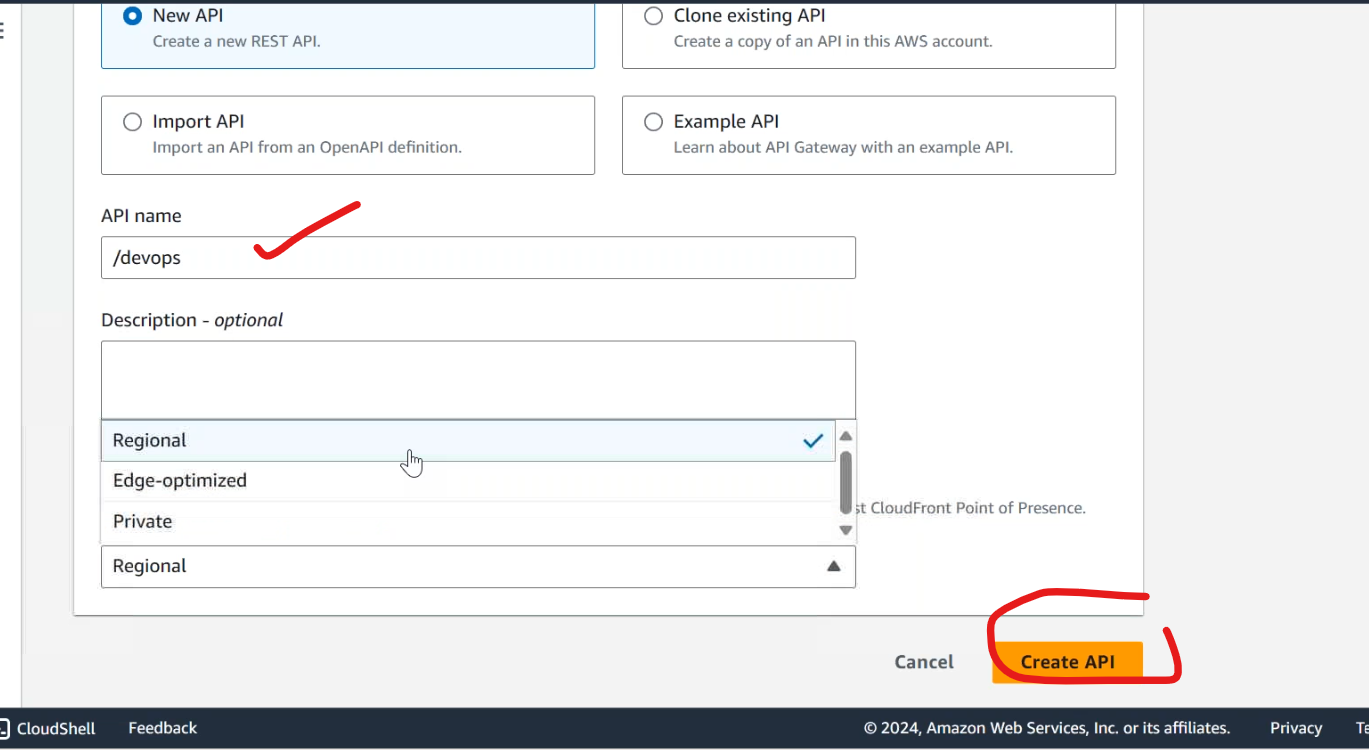 New API
Create a new REST API.
Clone existing API
Create a copy of an API in this AWS account.
Import API
Import an API from an OpenAPI definition.
Example API
Learn about API Gateway with an example API.
API name
/devops
Description - optional
Regional
Edge-optimized
Private
CloudFront Point of Presence.
Regional
Cancel
Create API
CloudShell
Feedback
© 2024, Amazon Web Services, Inc. or its affiliates.
Privacy